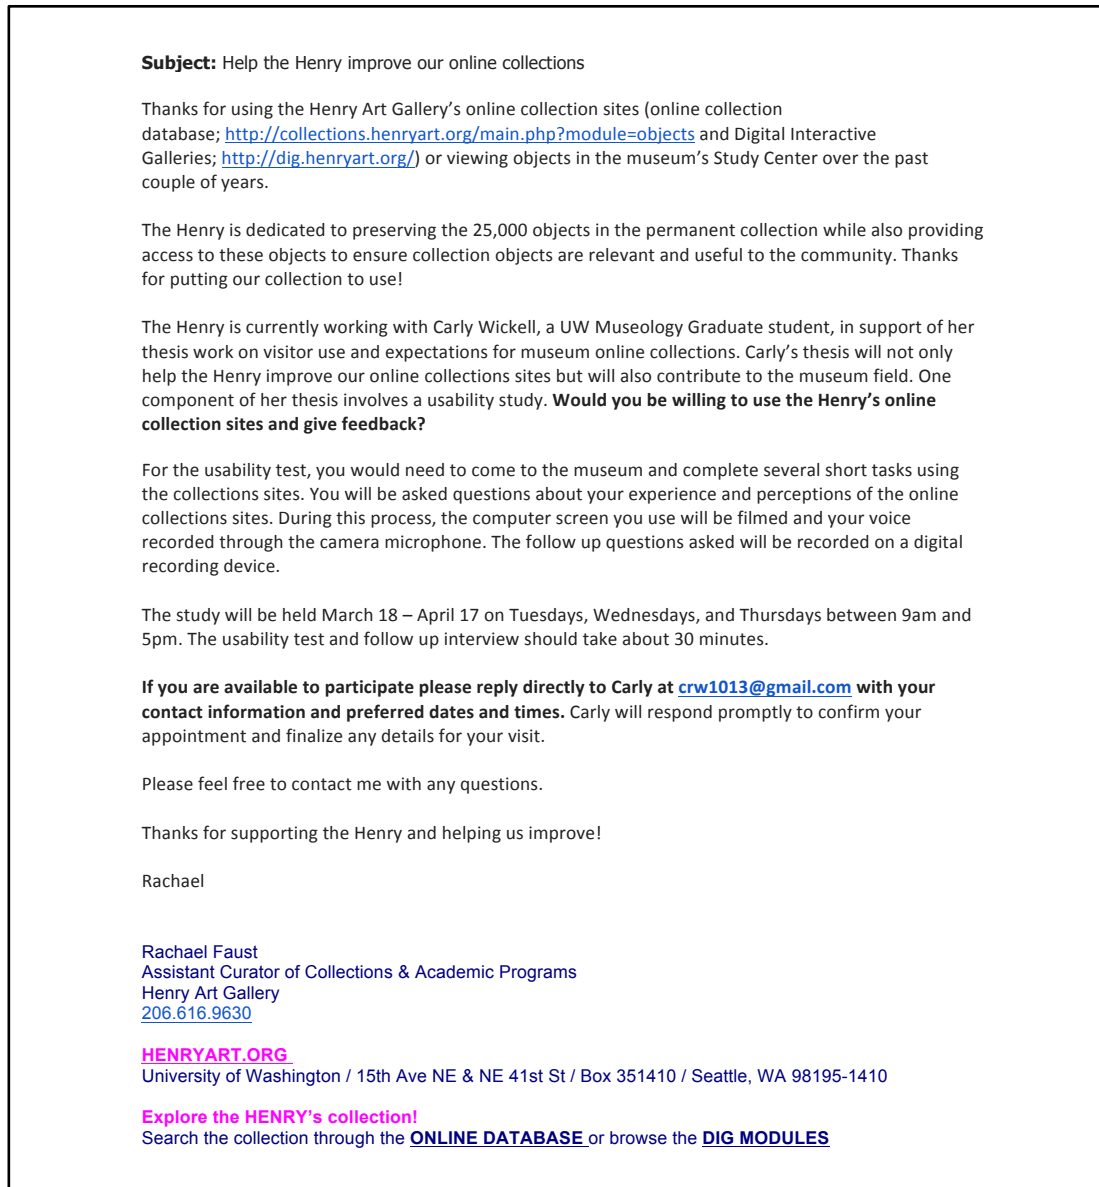 Subject: Help the Henry improve our online collections
Thanks for using the Henry Art Gallery’s online collection sites (online collection
database; http://collections.henryart.org/main.php?module=objects and Digital Interactive
Galleries; http://dig.henryart.org/) or viewing objects in the museum’s Study Center over the past
couple of years.
The Henry is dedicated to preserving the 25,000 objects in the permanent collection while also providing
access to these objects to ensure collection objects are relevant and useful to the community. Thanks
for putting our collection to use!
The Henry is currently working with Carly Wickell, a UW Museology Graduate student, in support of her
thesis work on visitor use and expectations for museum online collections. Carly’s thesis will not only
help the Henry improve our online collections sites but will also contribute to the museum field. One
component of her thesis involves a usability study. Would you be willing to use the Henry’s online
collection sites and give feedback?
For the usability test, you would need to come to the museum and complete several short tasks using
the collections sites. You will be asked questions about your experience and perceptions of the online
collections sites. During this process, the computer screen you use will be filmed and your voice
recorded through the camera microphone. The follow up questions asked will be recorded on a digital
recording device.
The study will be held March 18 – April 17 on Tuesdays, Wednesdays, and Thursdays between 9am and
5pm. The usability test and follow up interview should take about 30 minutes.
If you are available to participate please reply directly to Carly at crw1013@gmail.com with your
contact information and preferred dates and times. Carly will respond promptly to confirm your
appointment and finalize any details for your visit.
Please feel free to contact me with any questions.
Thanks for supporting the Henry and helping us improve!
Rachael
Rachael Faust
Assistant Curator of Collections & Academic Programs
Henry Art Gallery
206.616.9630
HENRYART.ORG
University of Washington / 15th Ave NE & NE 41st St / Box 351410 / Seattle, WA 98195-1410
Explore the HENRY’s collection!
Search the collection through the ONLINE DATABASE or browse the DIG MODULES